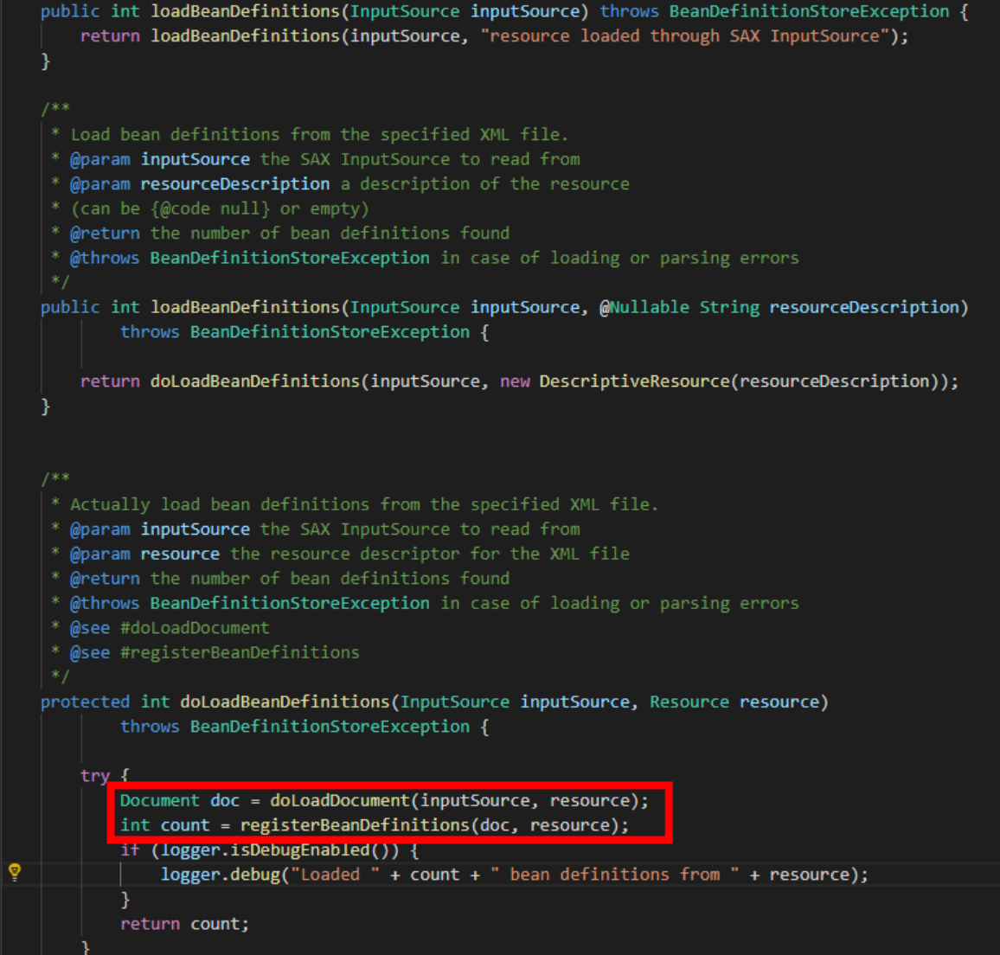 public int loadBeanDefinitions(InputSource inputSource) throws BeanDefinitionStoreException {
return loadBeanDefinitions(inputSource, "resource loaded through SAX InputSource");
}
/**
* Load bean definitions from the specified XML file.
* @param inputSource the SAX InputSource to read from
* @param resourceDescription a description of the resource
* (can be {@code null} or empty)
* @return the number of bean definitions found
* @throws BeanDefinitionStoreException in case of loading or parsing errors
*/
public int loadBeanDefinitions(InputSource inputSource, @Nullable String resourceDescription)
throws BeanDefinitionStoreException {
return doLoadBeanDefinitions(inputSource, new DescriptiveResource(resourceDescription));
}
/**
* Actually load bean definitions from the specified XML file.
* @param inputSource the SAX InputSource to read from
* @param resource the resource descriptor for the XML file
* @return the number of bean definitions found
* @throws BeanDefinitionStoreException in case of loading or parsing errors
* @see #doLoadDocument
* @see #registerBeanDefinitions
*/
protected int doLoadBeanDefinitions(InputSource inputSource, Resource resource)
throws BeanDefinitionStoreException {
try {
Document doc = doLoadDocument(inputSource, resource);
int count = registerBeanDefinitions(doc, resource);
if (logger.isDebugEnabled()) {
logger.debug("Loaded " + count + " bean definitions from " + resource);
}
return count;
}